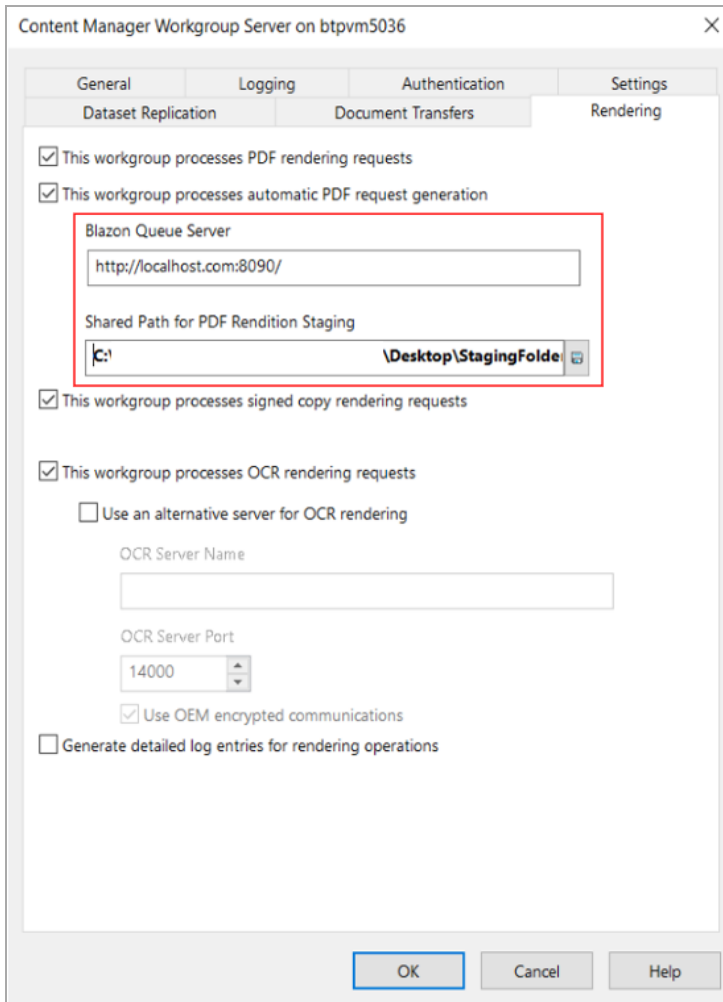 Content Manager Workgroup Server on btpvm5036
General Logging Authentication Settings
Dataset Replication Document Transfers Rendering
This workgroup processes PDF rendering requests
This workgroup processes automatic PDF request generation
Blazon Queue Server
http://localhost.com:8090/
Shared Path for PDF Rendition Staging
C:\ \Desktop\StagingFolder
This workgroup processes signed copy rendering requests
This workgroup processes OCR rendering requests
Use an alternative server for OCR rendering
OCR Server Name
OCR Server Port
14000
Use OEM encrypted communications
Generate detailed log entries for rendering operations
OK Cancel Help